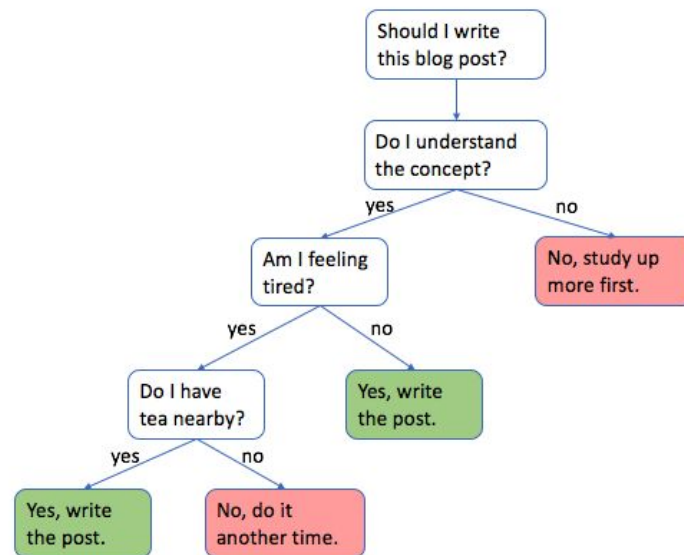 Should I write
this blog post?
Do I understand
the concept?
yes
no
Am I feeling
tired?
No, study up
more first.
yes
no
Do I have
tea nearby?
Yes, write
the post.
yes
no
Yes, write
the post.
No, do it
another time.